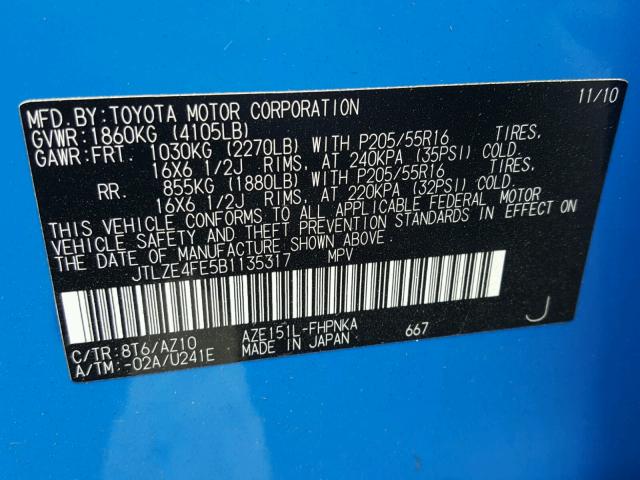 MFD. BY: TOYOTA MOTOR CORPORATION 11/10
GVWR: 1860KG (4105LB)
GAWR: FRT. 1030KG (2270LB) WITH P205/55R16 TIRES,
16X6 1/2J RIMS, AT 240KPA (35PSI) COLD.
RR. 855KG (1880LB) WITH P205/55R16 TIRES,
16X6 1/2J RIMS, AT 220KPA (32PSI) COLD.
THIS VEHICLE CONFORMS TO ALL APPLICABLE FEDERAL MOTOR
VEHICLE SAFETY AND THEFT PREVENTION STANDARDS IN EFFECT ON
THE DATE OF MANUFACTURE SHOWN ABOVE.
JTLZE4FE5B1135317 MPV
C/TR: 8T6/AZ10 AZE151L-FHPNKA 667 J
A/TM: -02A/U241E MADE IN JAPAN